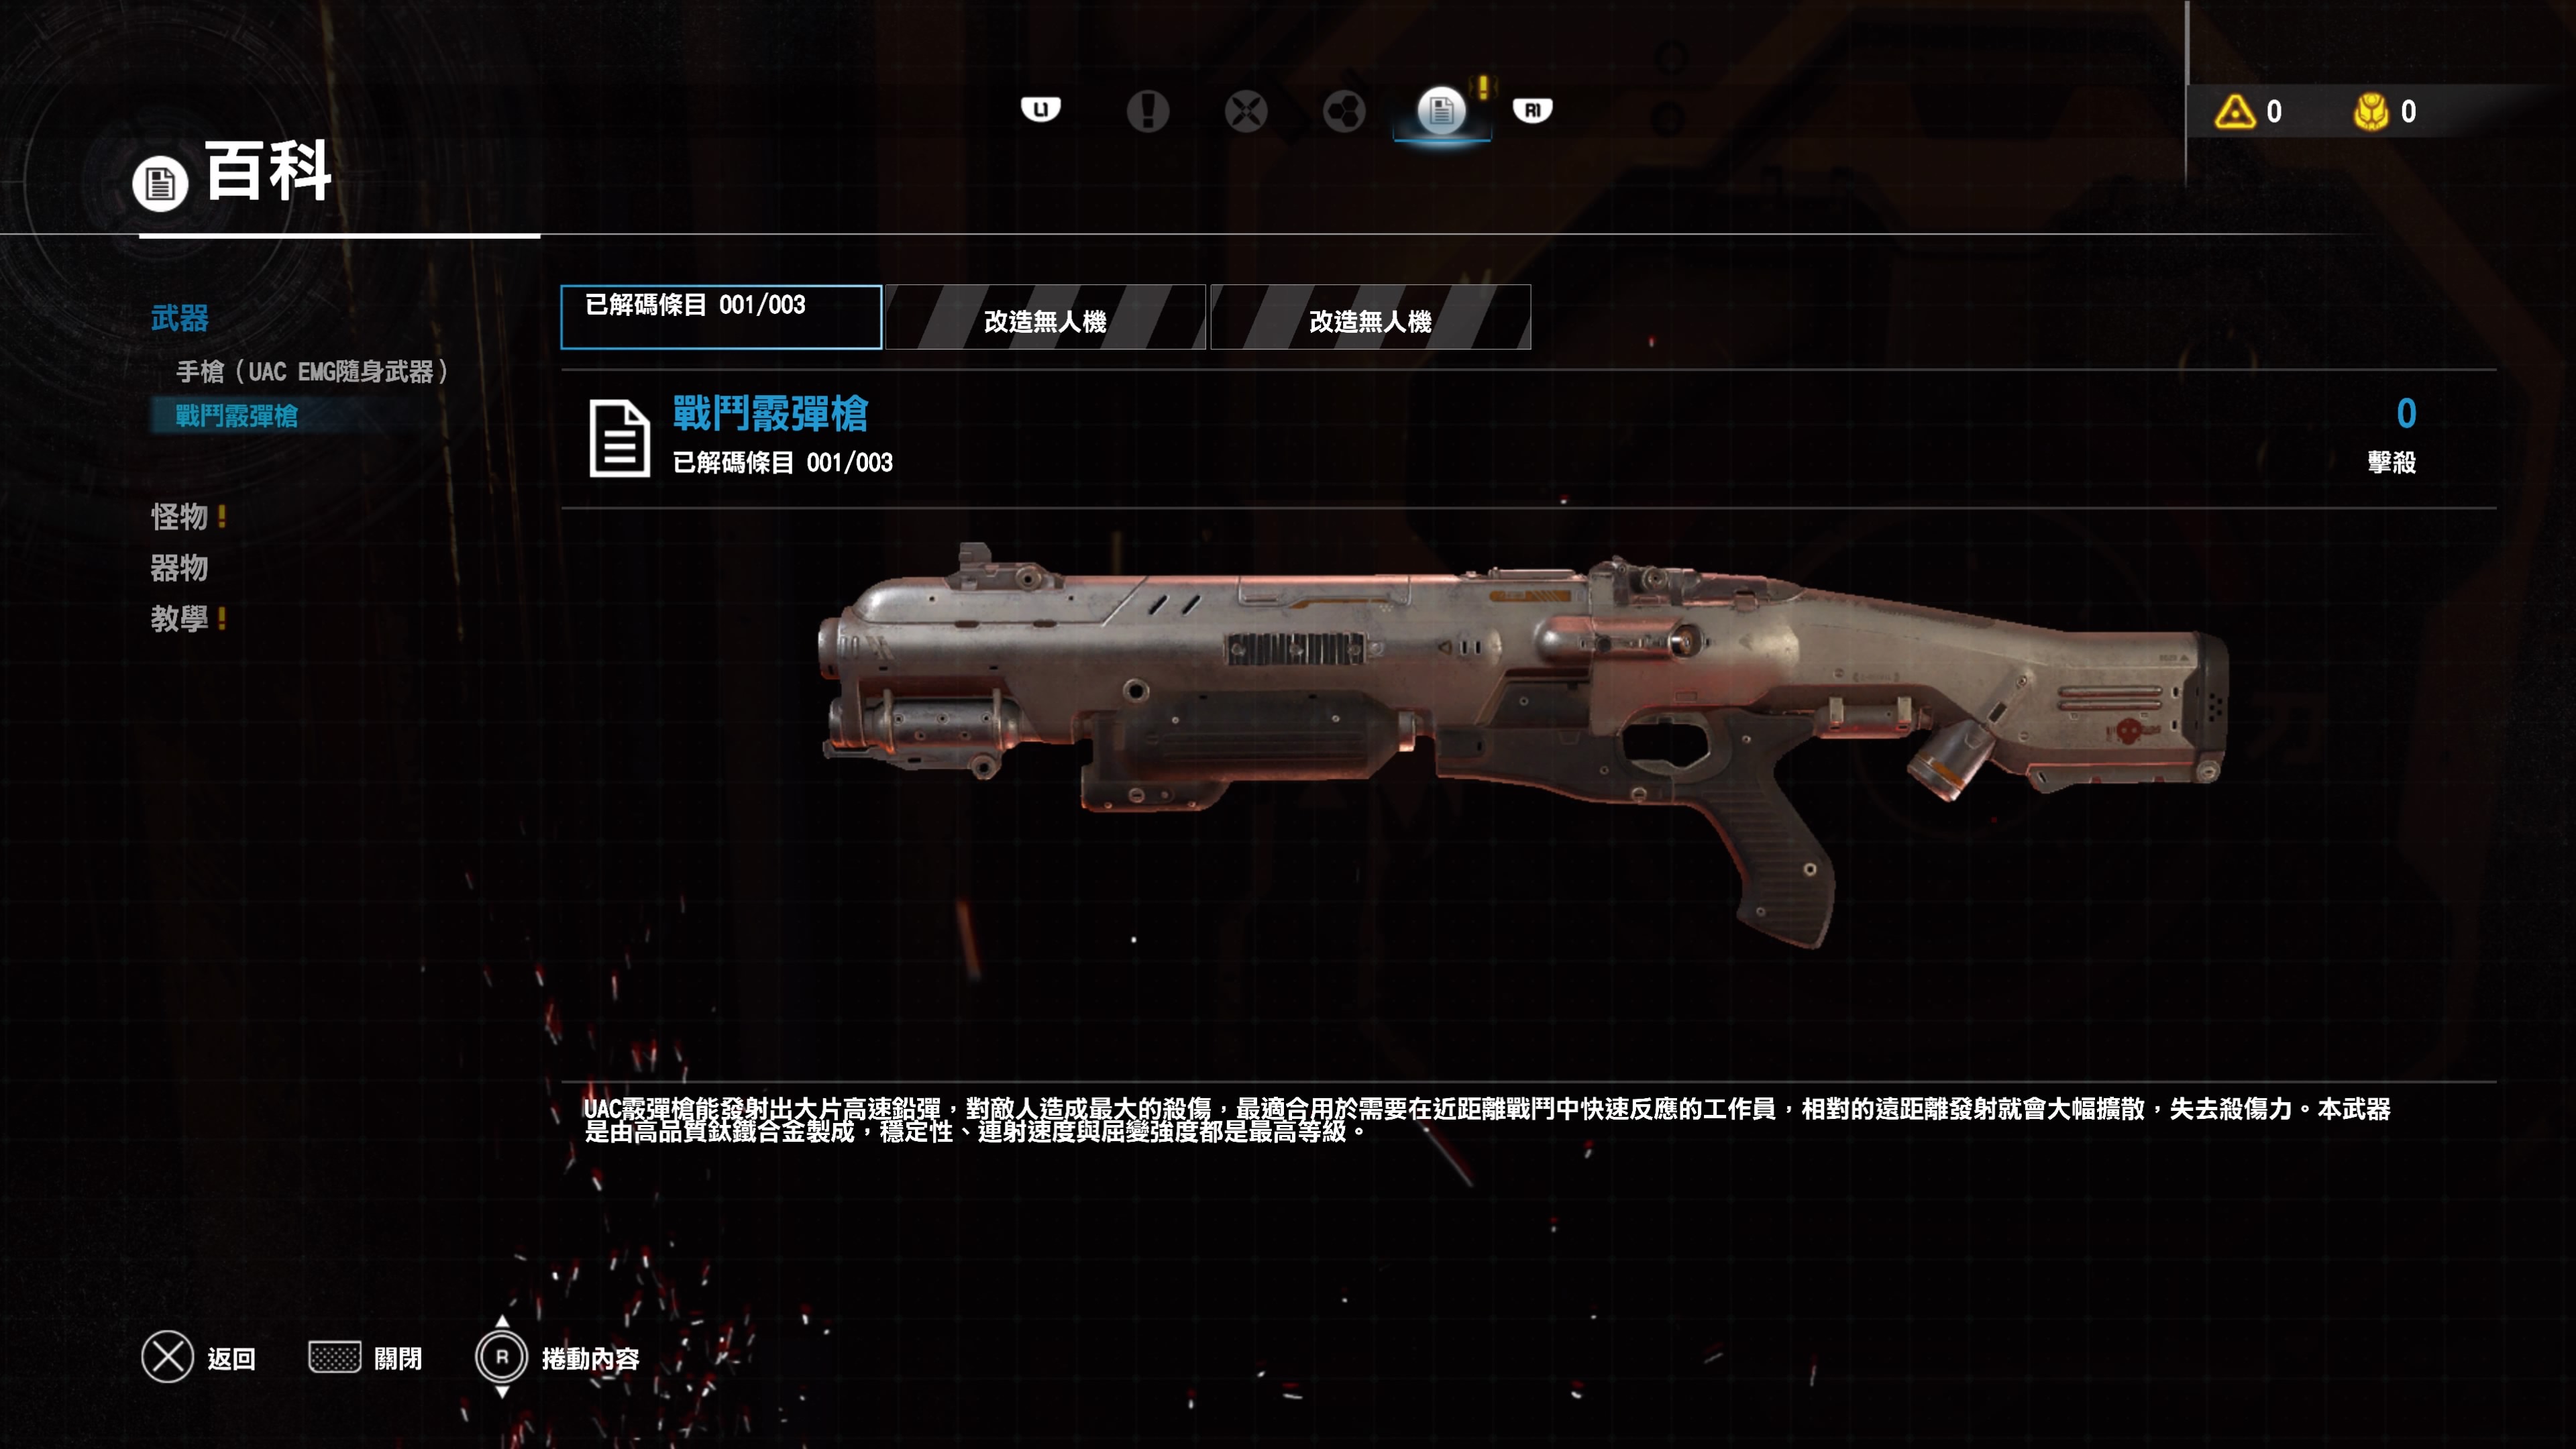 L1
R1
0
0
百科
武器
手槍（UAC EMG隨身武器）
戰鬥霰彈槍
怪物 !
器物
教學 !
已解碼條目 001/003
改造無人機
改造無人機
戰鬥霰彈槍
已解碼條目 001/003
0
擊殺
UAC霰彈槍能發射出大片高速鉛彈，對敵人造成最大的殺傷，最適合用於需要在近距離戰鬥中快速反應的工作員，相對的遠距離發射就會大幅擴散，失去殺傷力。本武器
是由高品質鈦鐵合金製成，穩定性、連射速度與屈變強度都是最高等級。
返回
關閉
R
捲動內容